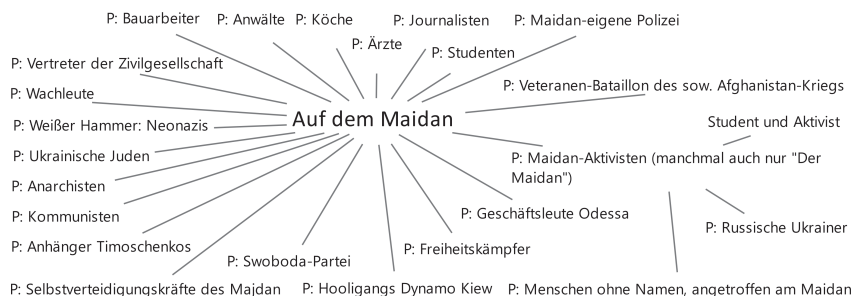 P: Bauarbeiter
P: Anwälte
P: Köche
P: Journalisten
P: Maidan-eigene Polizei
P: Ärzte
P: Studenten
P: Vertreter der Zivilgesellschaft
P: Veteranen-Bataillon des sow. Afghanistan-Kriegs
P: Wachleute
Auf dem Maidan
Student und Aktivist
P: Weißer Hammer: Neonazis
P: Ukrainische Juden
P: Maidan-Aktivisten (manchmal auch nur "Der
Maidan")
P: Anarchisten
P: Kommunisten
P: Geschäftsleute Odessa
P: Russische Ukrainer
P: Anhänger Timoschenkos
P: Freiheitskämpfer
P: Swoboda-Partei
P: Selbstverteidigungskräfte des Majdan
P: Hooligangs Dynamo Kiew
P: Menschen ohne Namen, angetroffen am Maidan